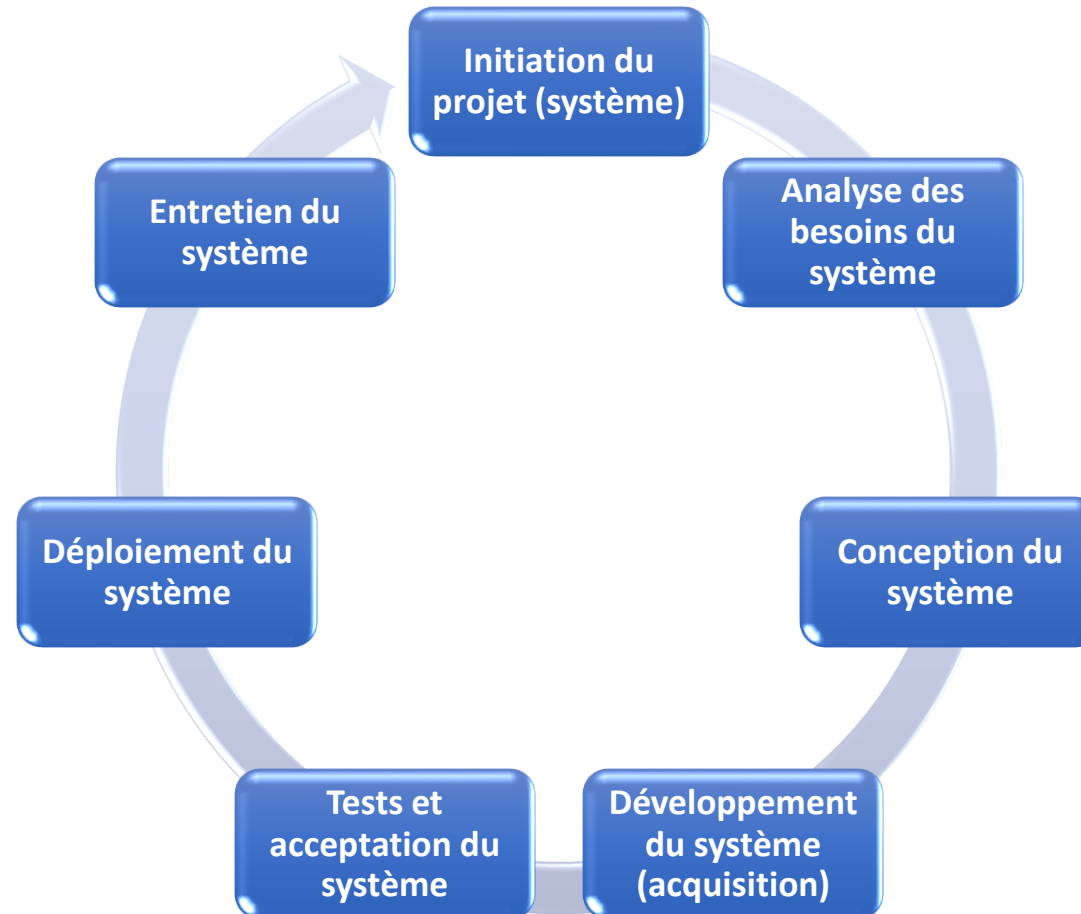 Initiation du
projet (système)
Analyse des
besoins du
système
Conception du
système
Développement
du système
(acquisition)
Tests et
acceptation du
système
Déploiement du
système
Entretien du
système